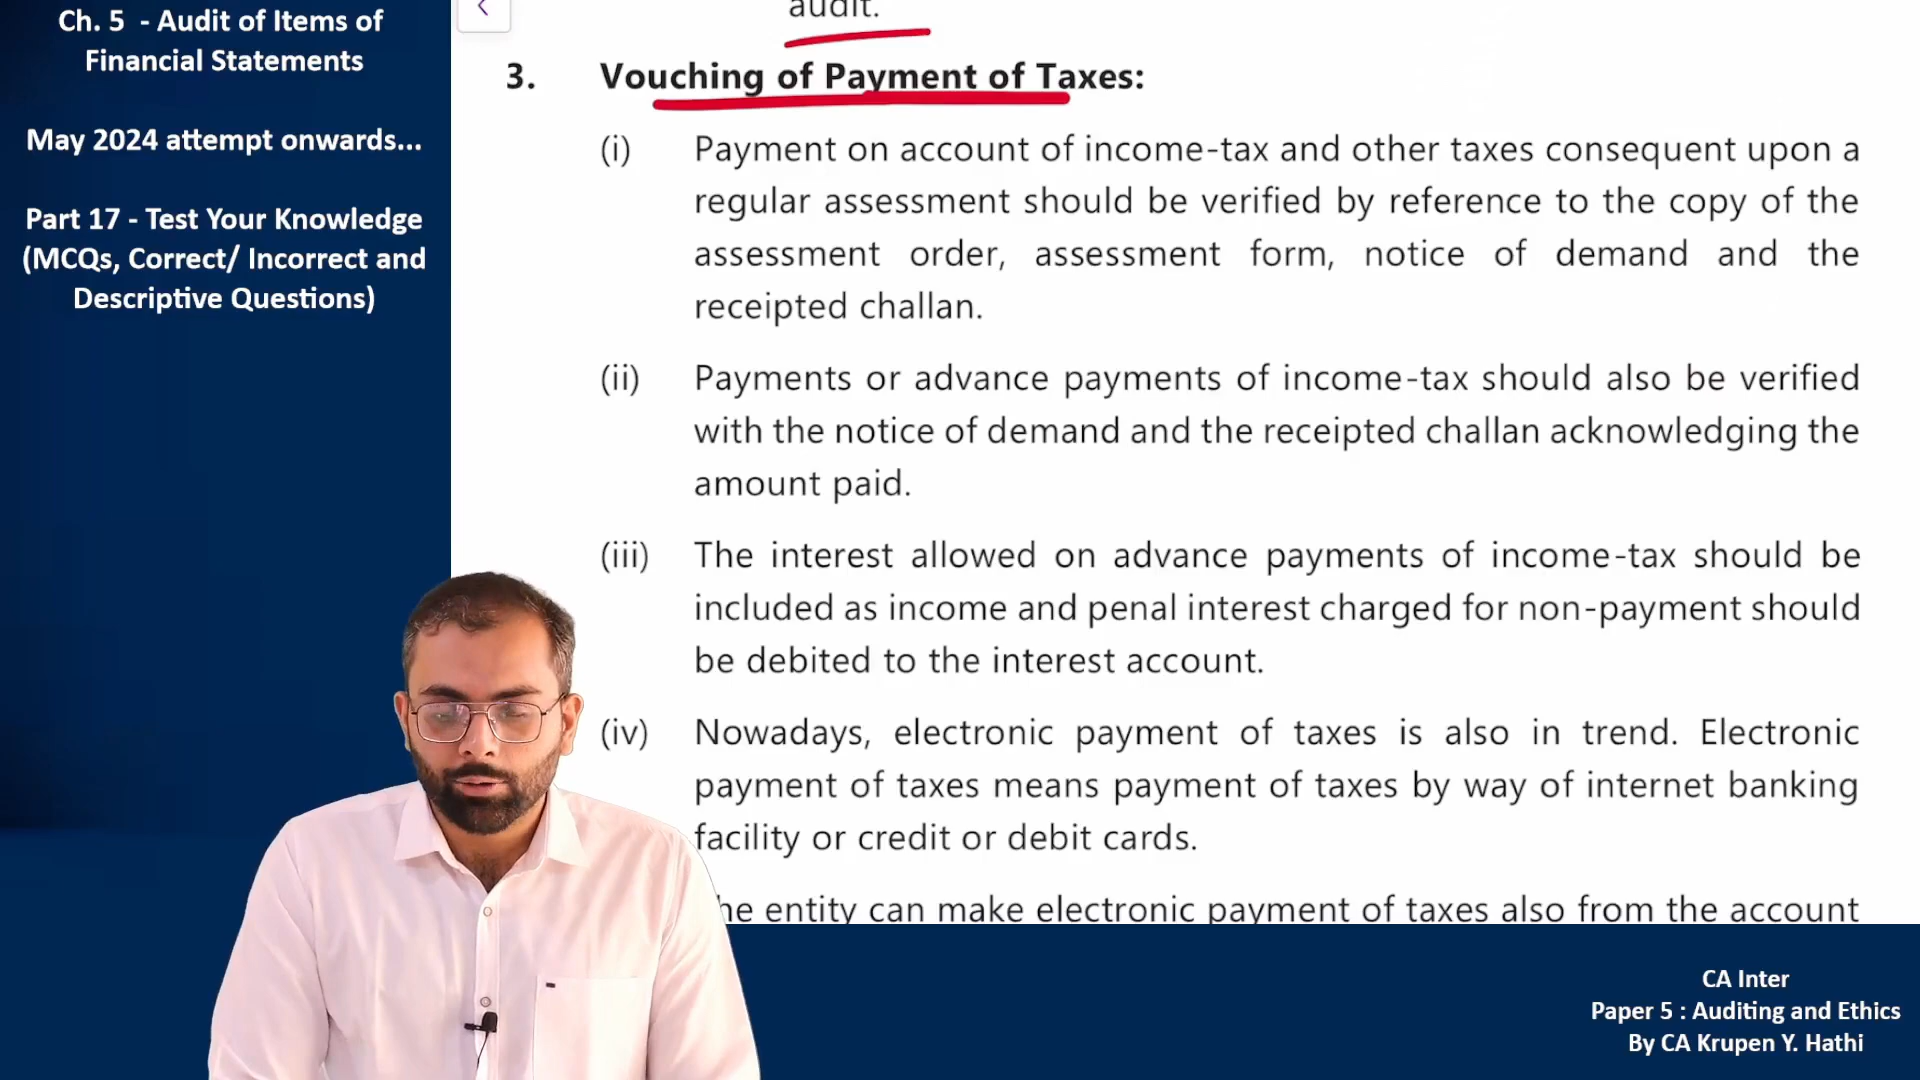 Ch. 5 - Audit of Items of
Financial Statements
May 2024 attempt onwards...
Part 17 - Test Your Knowledge
(MCQs, Correct/ Incorrect and
Descriptive Questions)
audit.
3. Vouching of Payment of Taxes:
(i) Payment on account of income-tax and other taxes consequent upon a
regular assessment should be verified by reference to the copy of the
assessment order, assessment form, notice of demand and the
receipted challan.
(ii) Payments or advance payments of income-tax should also be verified
with the notice of demand and the receipted challan acknowledging the
amount paid.
(iii) The interest allowed on advance payments of income-tax should be
included as income and penal interest charged for non-payment should
be debited to the interest account.
(iv) Nowadays, electronic payment of taxes is also in trend. Electronic
payment of taxes means payment of taxes by way of internet banking
facility or credit or debit cards.
he entity can make electronic payment of taxes also from the account
CA Inter
Paper 5 : Auditing and Ethics
By CA Krupen Y. Hathi